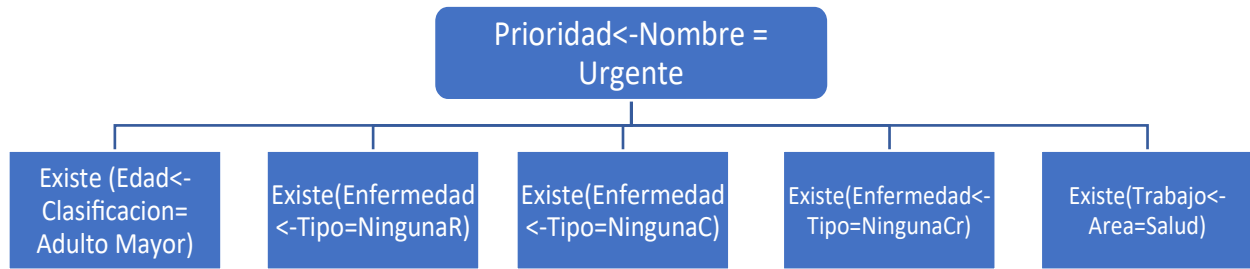 Prioridad<-Nombre =
Urgente
Existe (Edad<-
Clasificacion=
Adulto Mayor)
Existe(Enfermedad
<-Tipo=NingunaR)
Existe(Enfermedad
<-Tipo=NingunaC)
Existe(Enfermedad<-
Tipo=NingunaCr)
Existe(Trabajo<-
Area=Salud)